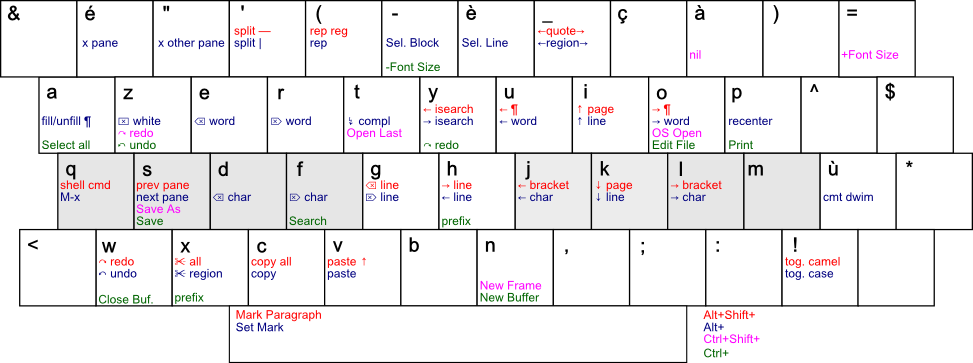 & é " ' ( - è _ ç à ) =
split — rep reg ←quote→
x pane x other pane split | rep Sel. Block Sel. Line ←region→
nil +Font Size
-Font Size
a z e r t y u i o p ^ $
← isearch ← ¶ ↑ page → ¶
fill/unfill ¶ ⌧ white ⌫ word ⌦ word ↯ compl → isearch ← word ↑ line → word recenter
↷ redo Open Last OS Open
Select all ↶ undo ↷ redo Edit File Print
q s d f g h j k l m ù *
shell cmd prev pane ⌫ line → line ← bracket ↓ page → bracket
M-x next pane ⌫ char ⌦ char ⌦ line ← line ← char ↓ line → char cmt dwim
Save As
Save Search prefix
< w x c v b n , ; : !
↷ redo ✂ all copy all paste ↑ tog. camel
↶ undo ✂ region copy paste tog. case
New Frame
Close Buf. prefix New Buffer
Mark Paragraph Alt+Shift+
Set Mark Alt+
Ctrl+Shift+
Ctrl+